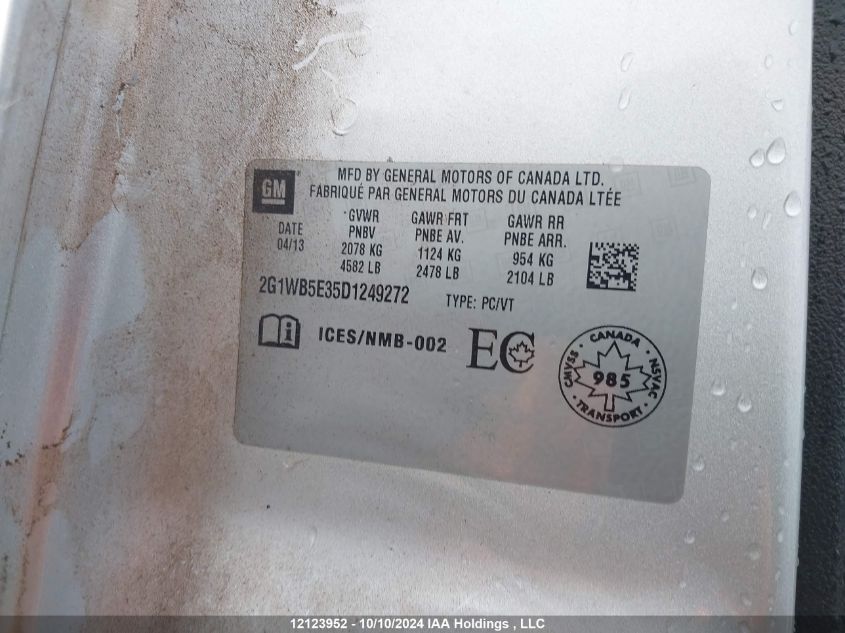 GM
MFD BY GENERAL MOTORS OF CANADA LTD.
FABRIQUÉ PAR GENERAL MOTORS DU CANADA LTÉE
DATE
04/13
GVWR
PNBV
2078 KG
4582 LB
GAWR FRT
PNBE AV.
1124 KG
2478 LB
GAWR RR
PNBE ARR.
954 KG
2104 LB
2G1WB5E35D1249272
TYPE: PC/VT
i ICES/NMB-002
EC
CANADA
CMVSS
985
NSVAC
TRANSPORT
12123952 - 10/10/2024 IAA Holdings , LLC